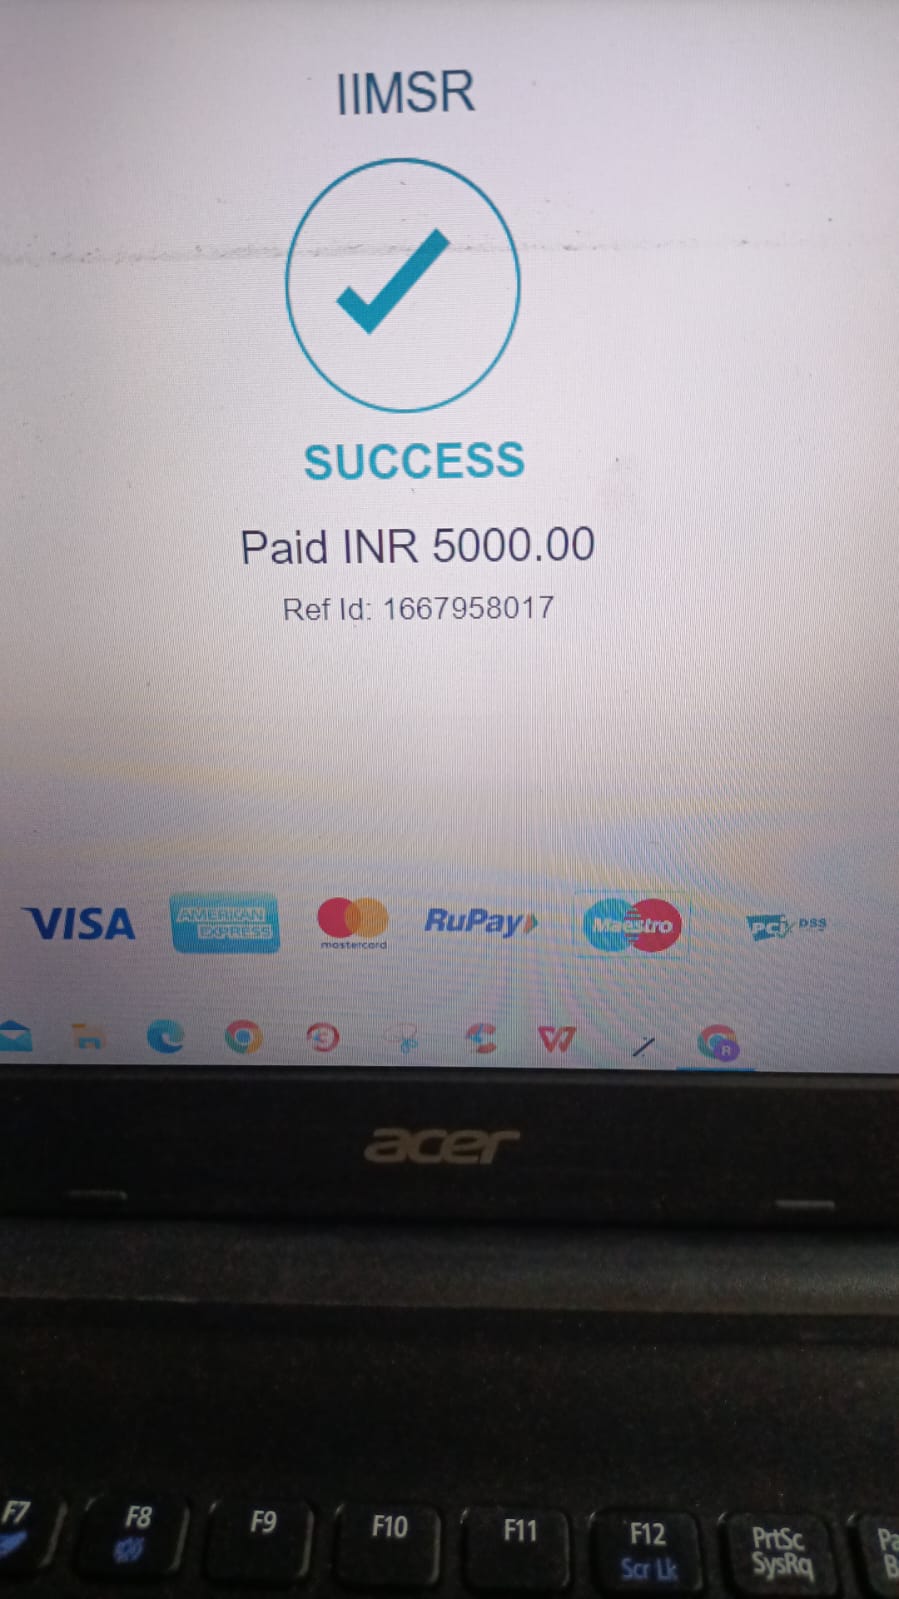 IIMSR
SUCCESS
Paid INR 5000.00
Ref Id: 1667958017
VISA
AMERICAN
EXPRESS
mastercard
RuPay
Maestro
PCI DSS
R
acer
F7
F8
F9
F10
F11
F12
Scr Lk
PrtSc
SysRq